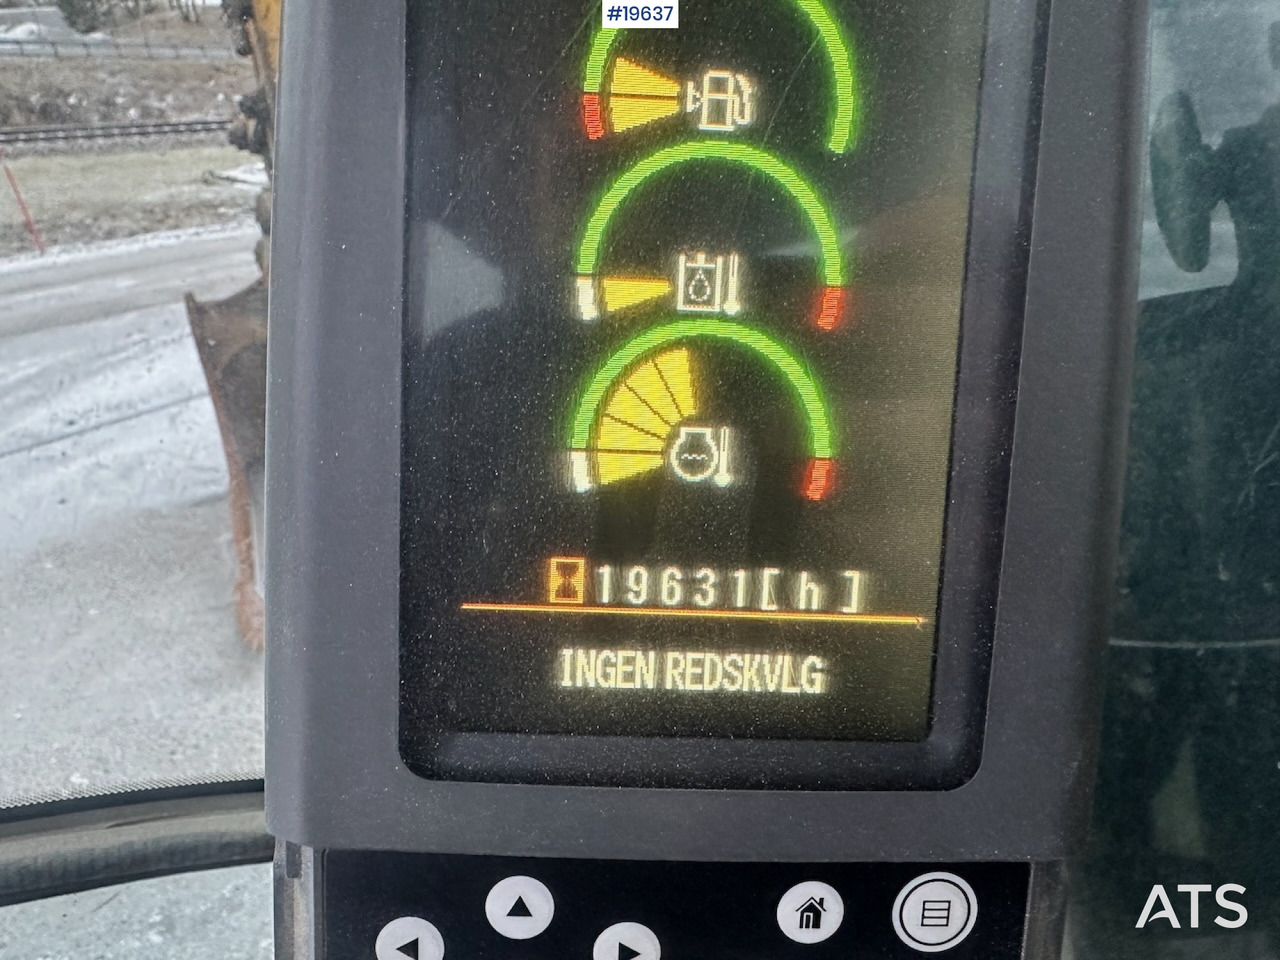 #19637
19631[ h ]
INGEN REDSKVLG
ATS